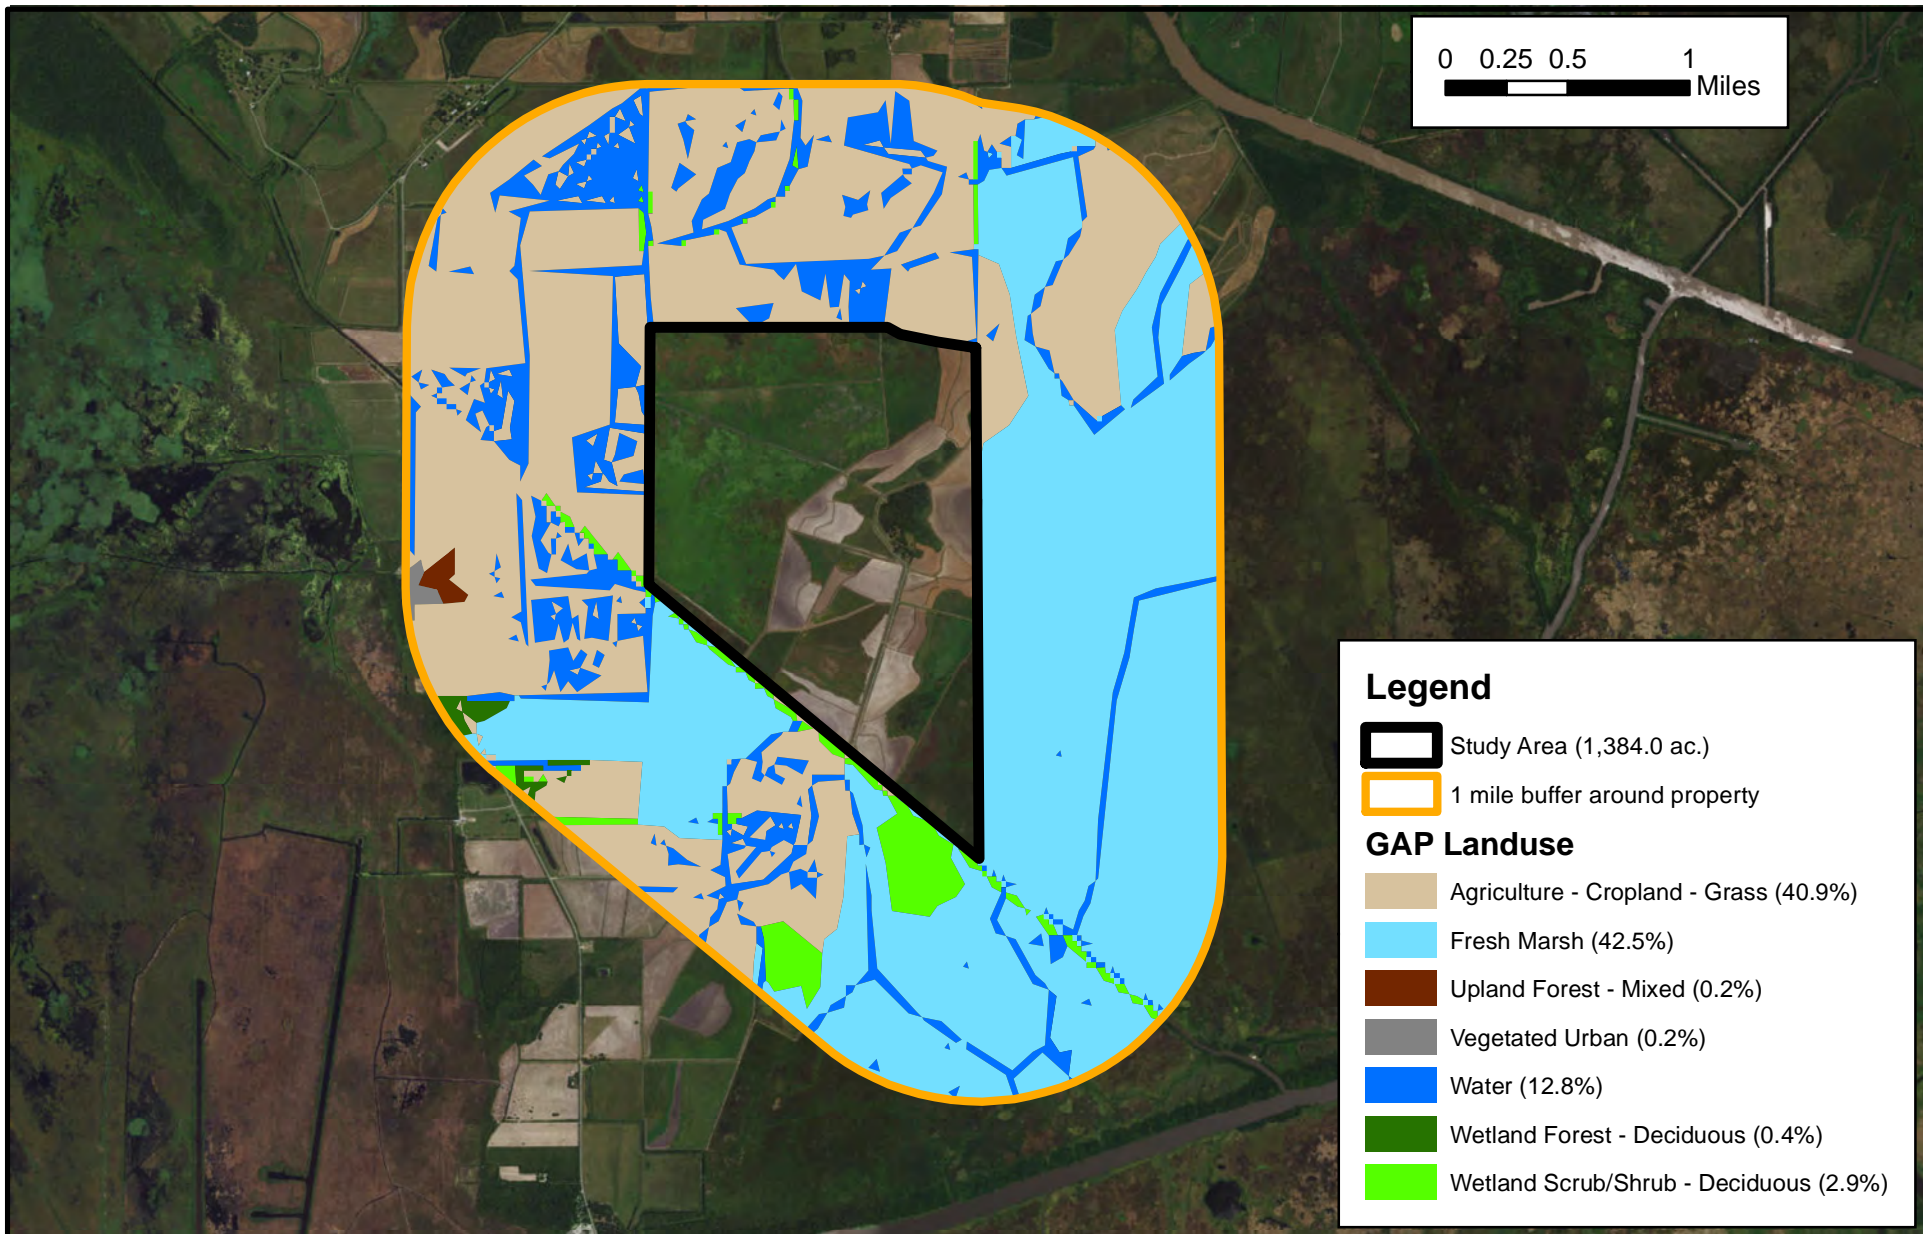 0 0.25 0.5 1
Miles
Legend
Study Area (1,384.0 ac.)
1 mile buffer around property
GAP Landuse
Agriculture - Cropland - Grass (40.9%)
Fresh Marsh (42.5%)
Upland Forest - Mixed (0.2%)
Vegetated Urban (0.2%)
Water (12.8%)
Wetland Forest - Deciduous (0.4%)
Wetland Scrub/Shrub - Deciduous (2.9%)